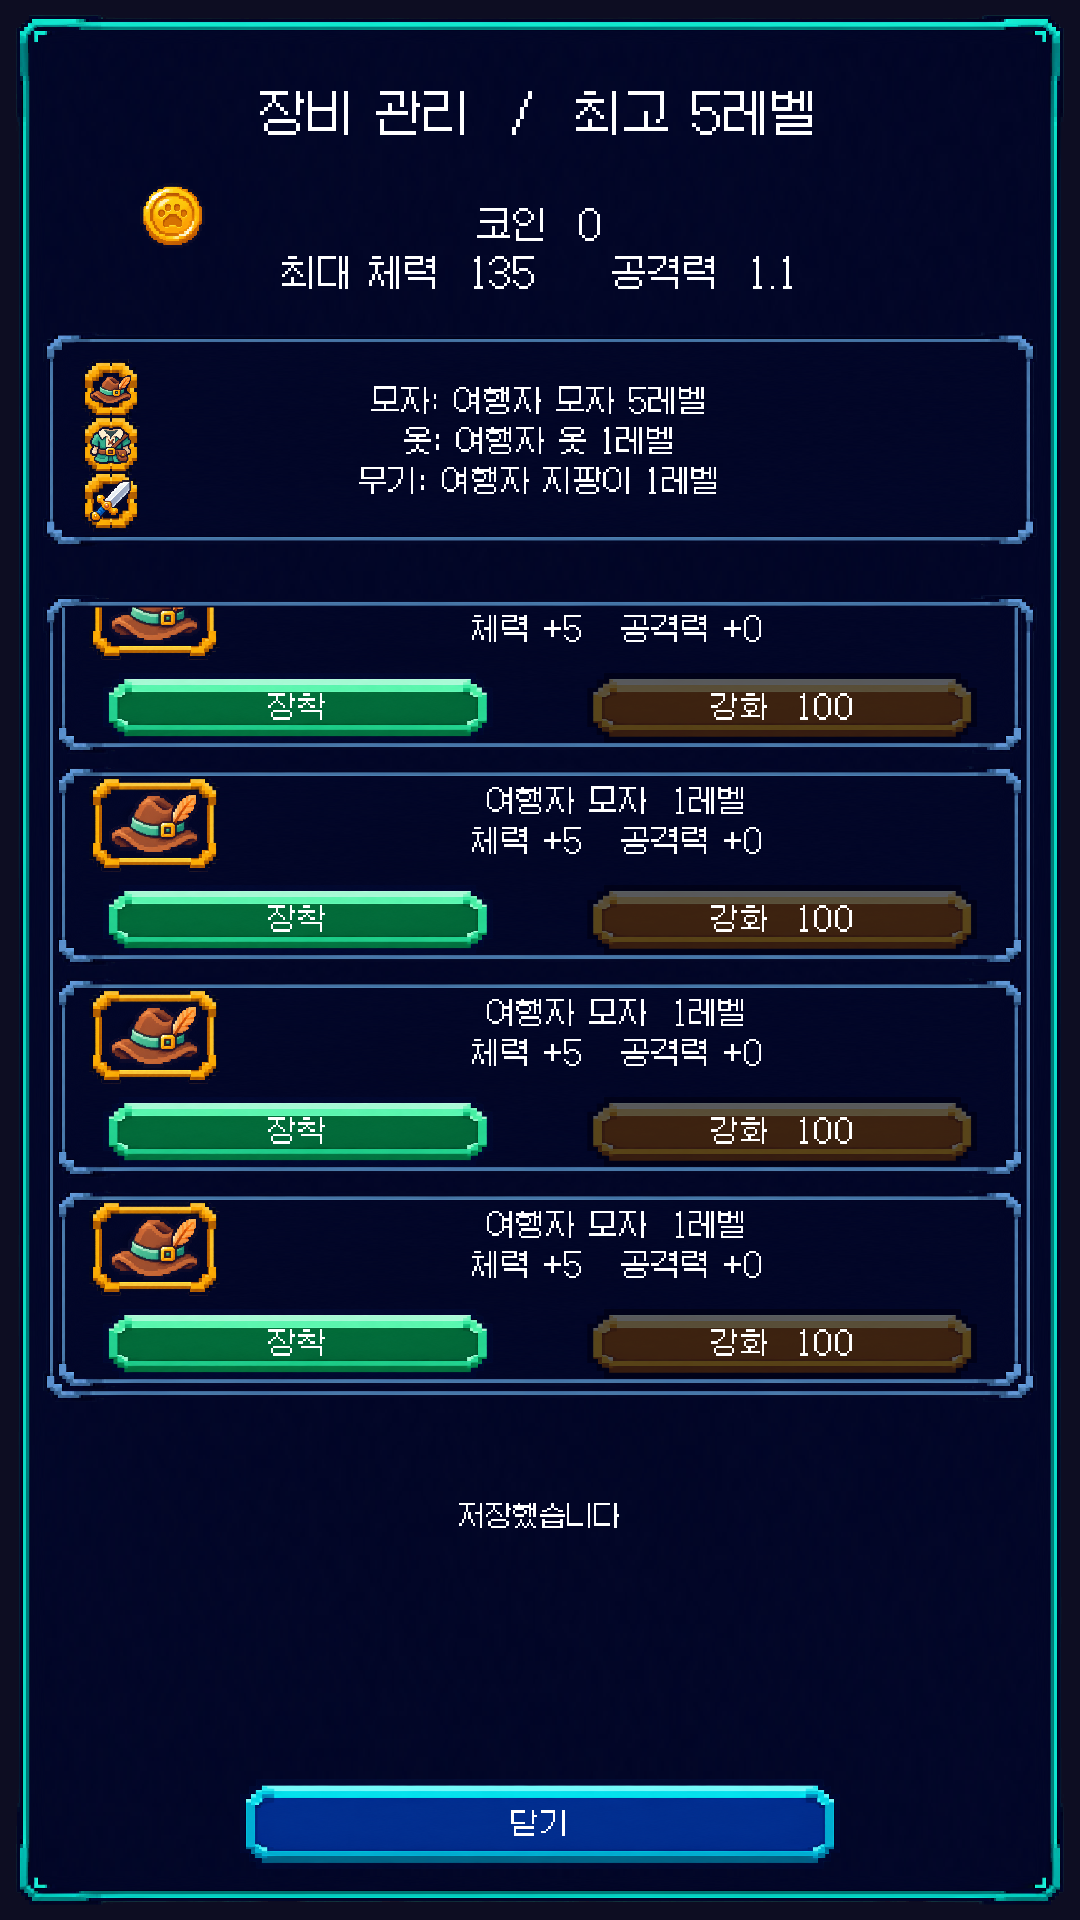 장비 관리 / 최고 5레벨
코인 0
최대 체력 135 공격력 1.1
모자: 여행자 모자 5레벨
옷: 여행자 옷 1레벨
무기: 여행자 지팡이 1레벨
체력 +5 공격력 +0
장착 강화 100
여행자 모자 1레벨
체력 +5 공격력 +0
장착 강화 100
여행자 모자 1레벨
체력 +5 공격력 +0
장착 강화 100
여행자 모자 1레벨
체력 +5 공격력 +0
장착 강화 100
저장했습니다
닫기